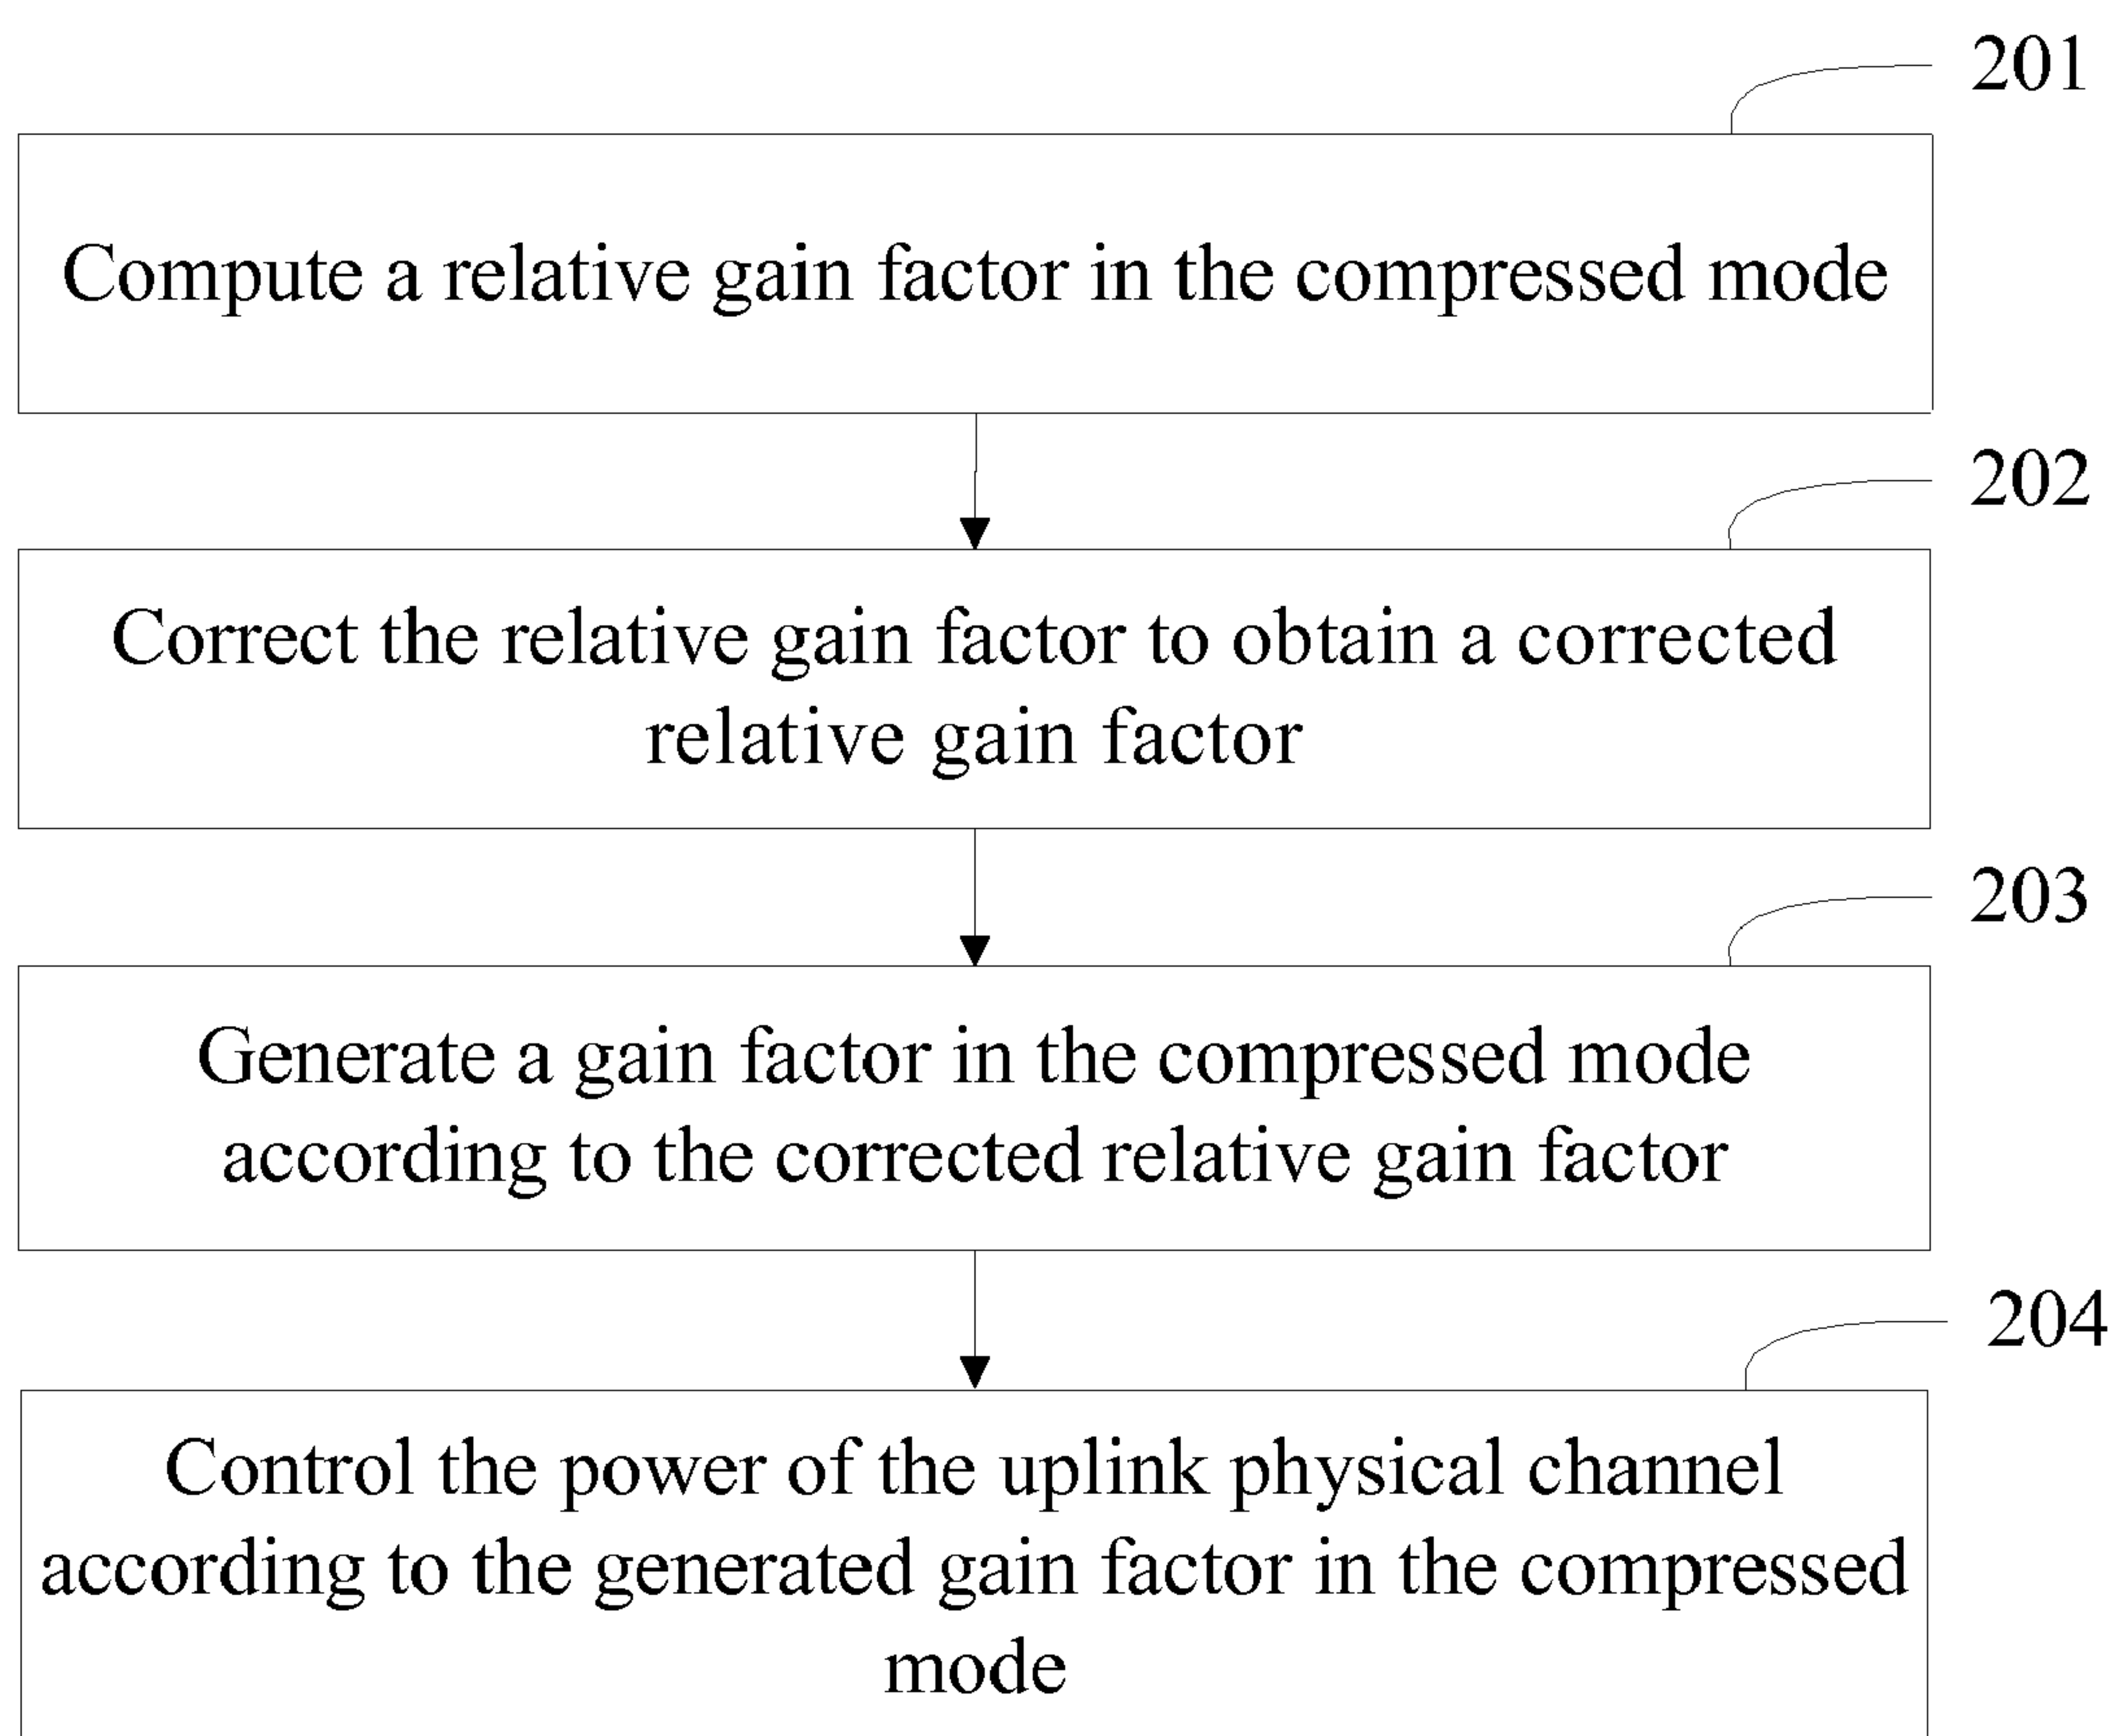 201
Compute a relative gain factor in the compressed mode
202
Correct the relative gain factor to obtain a corrected
relative gain factor
203
Generate a gain factor in the compressed mode
according to the corrected relative gain factor
204
Control the power of the uplink physical channel
according to the generated gain factor in the compressed
mode